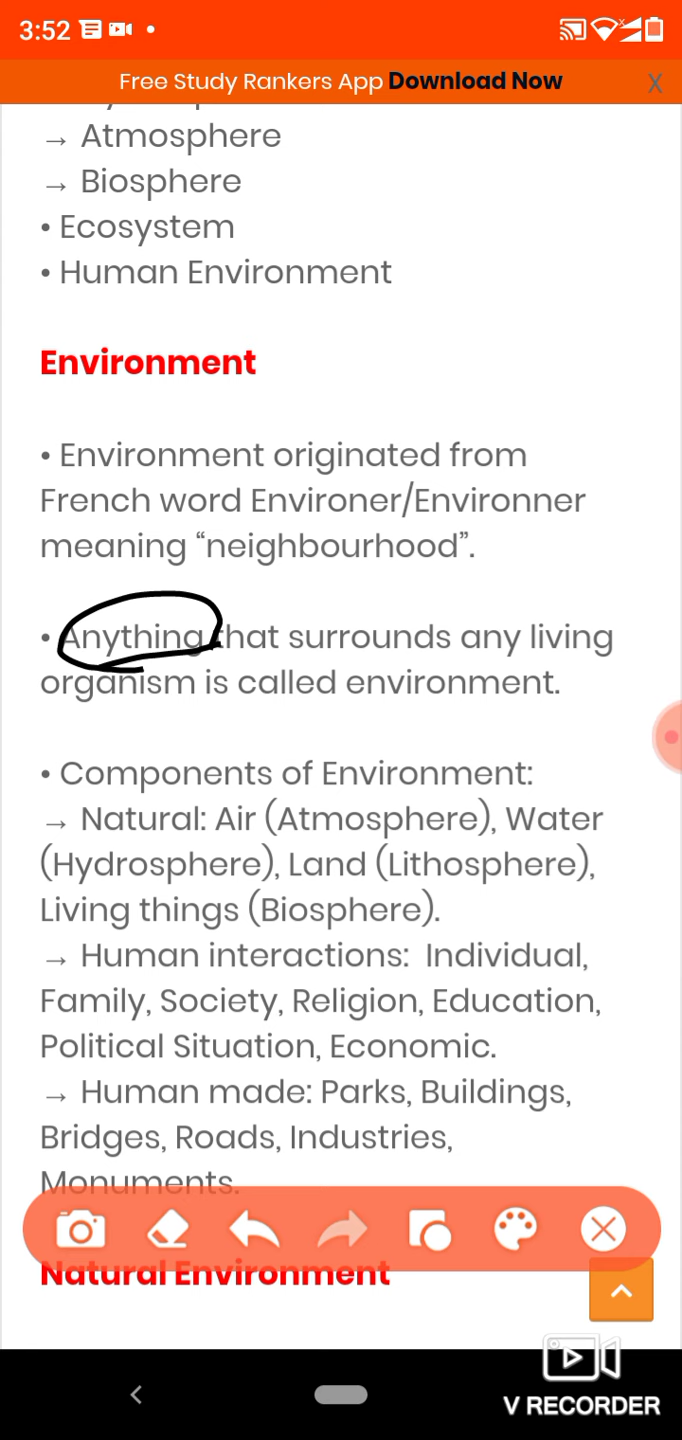 3:52
Free Study Rankers App Download Now X
→ Atmosphere
→ Biosphere
• Ecosystem
• Human Environment
Environment
• Environment originated from
French word Environer/Environner
meaning “neighbourhood”.
• Anything that surrounds any living
organism is called environment.
• Components of Environment:
→ Natural: Air (Atmosphere), Water
(Hydrosphere), Land (Lithosphere),
Living things (Biosphere).
→ Human interactions: Individual,
Family, Society, Religion, Education,
Political Situation, Economic.
→ Human made: Parks, Buildings,
Bridges, Roads, Industries,
Monuments.
Natural Environment
V RECORDER